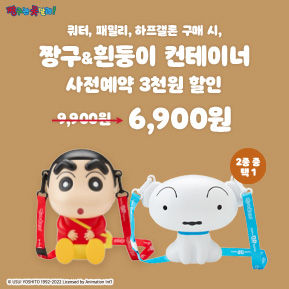 짱구는 못말려!
쿼터, 패밀리, 하프갤론 구매 시,
짱구&흰둥이 컨테이너
사전예약 3천원 할인
9,900원 6,900원
2종 중
택 1
© USUI YOSHITO 1992-2022 Licensed by Animation Int'l